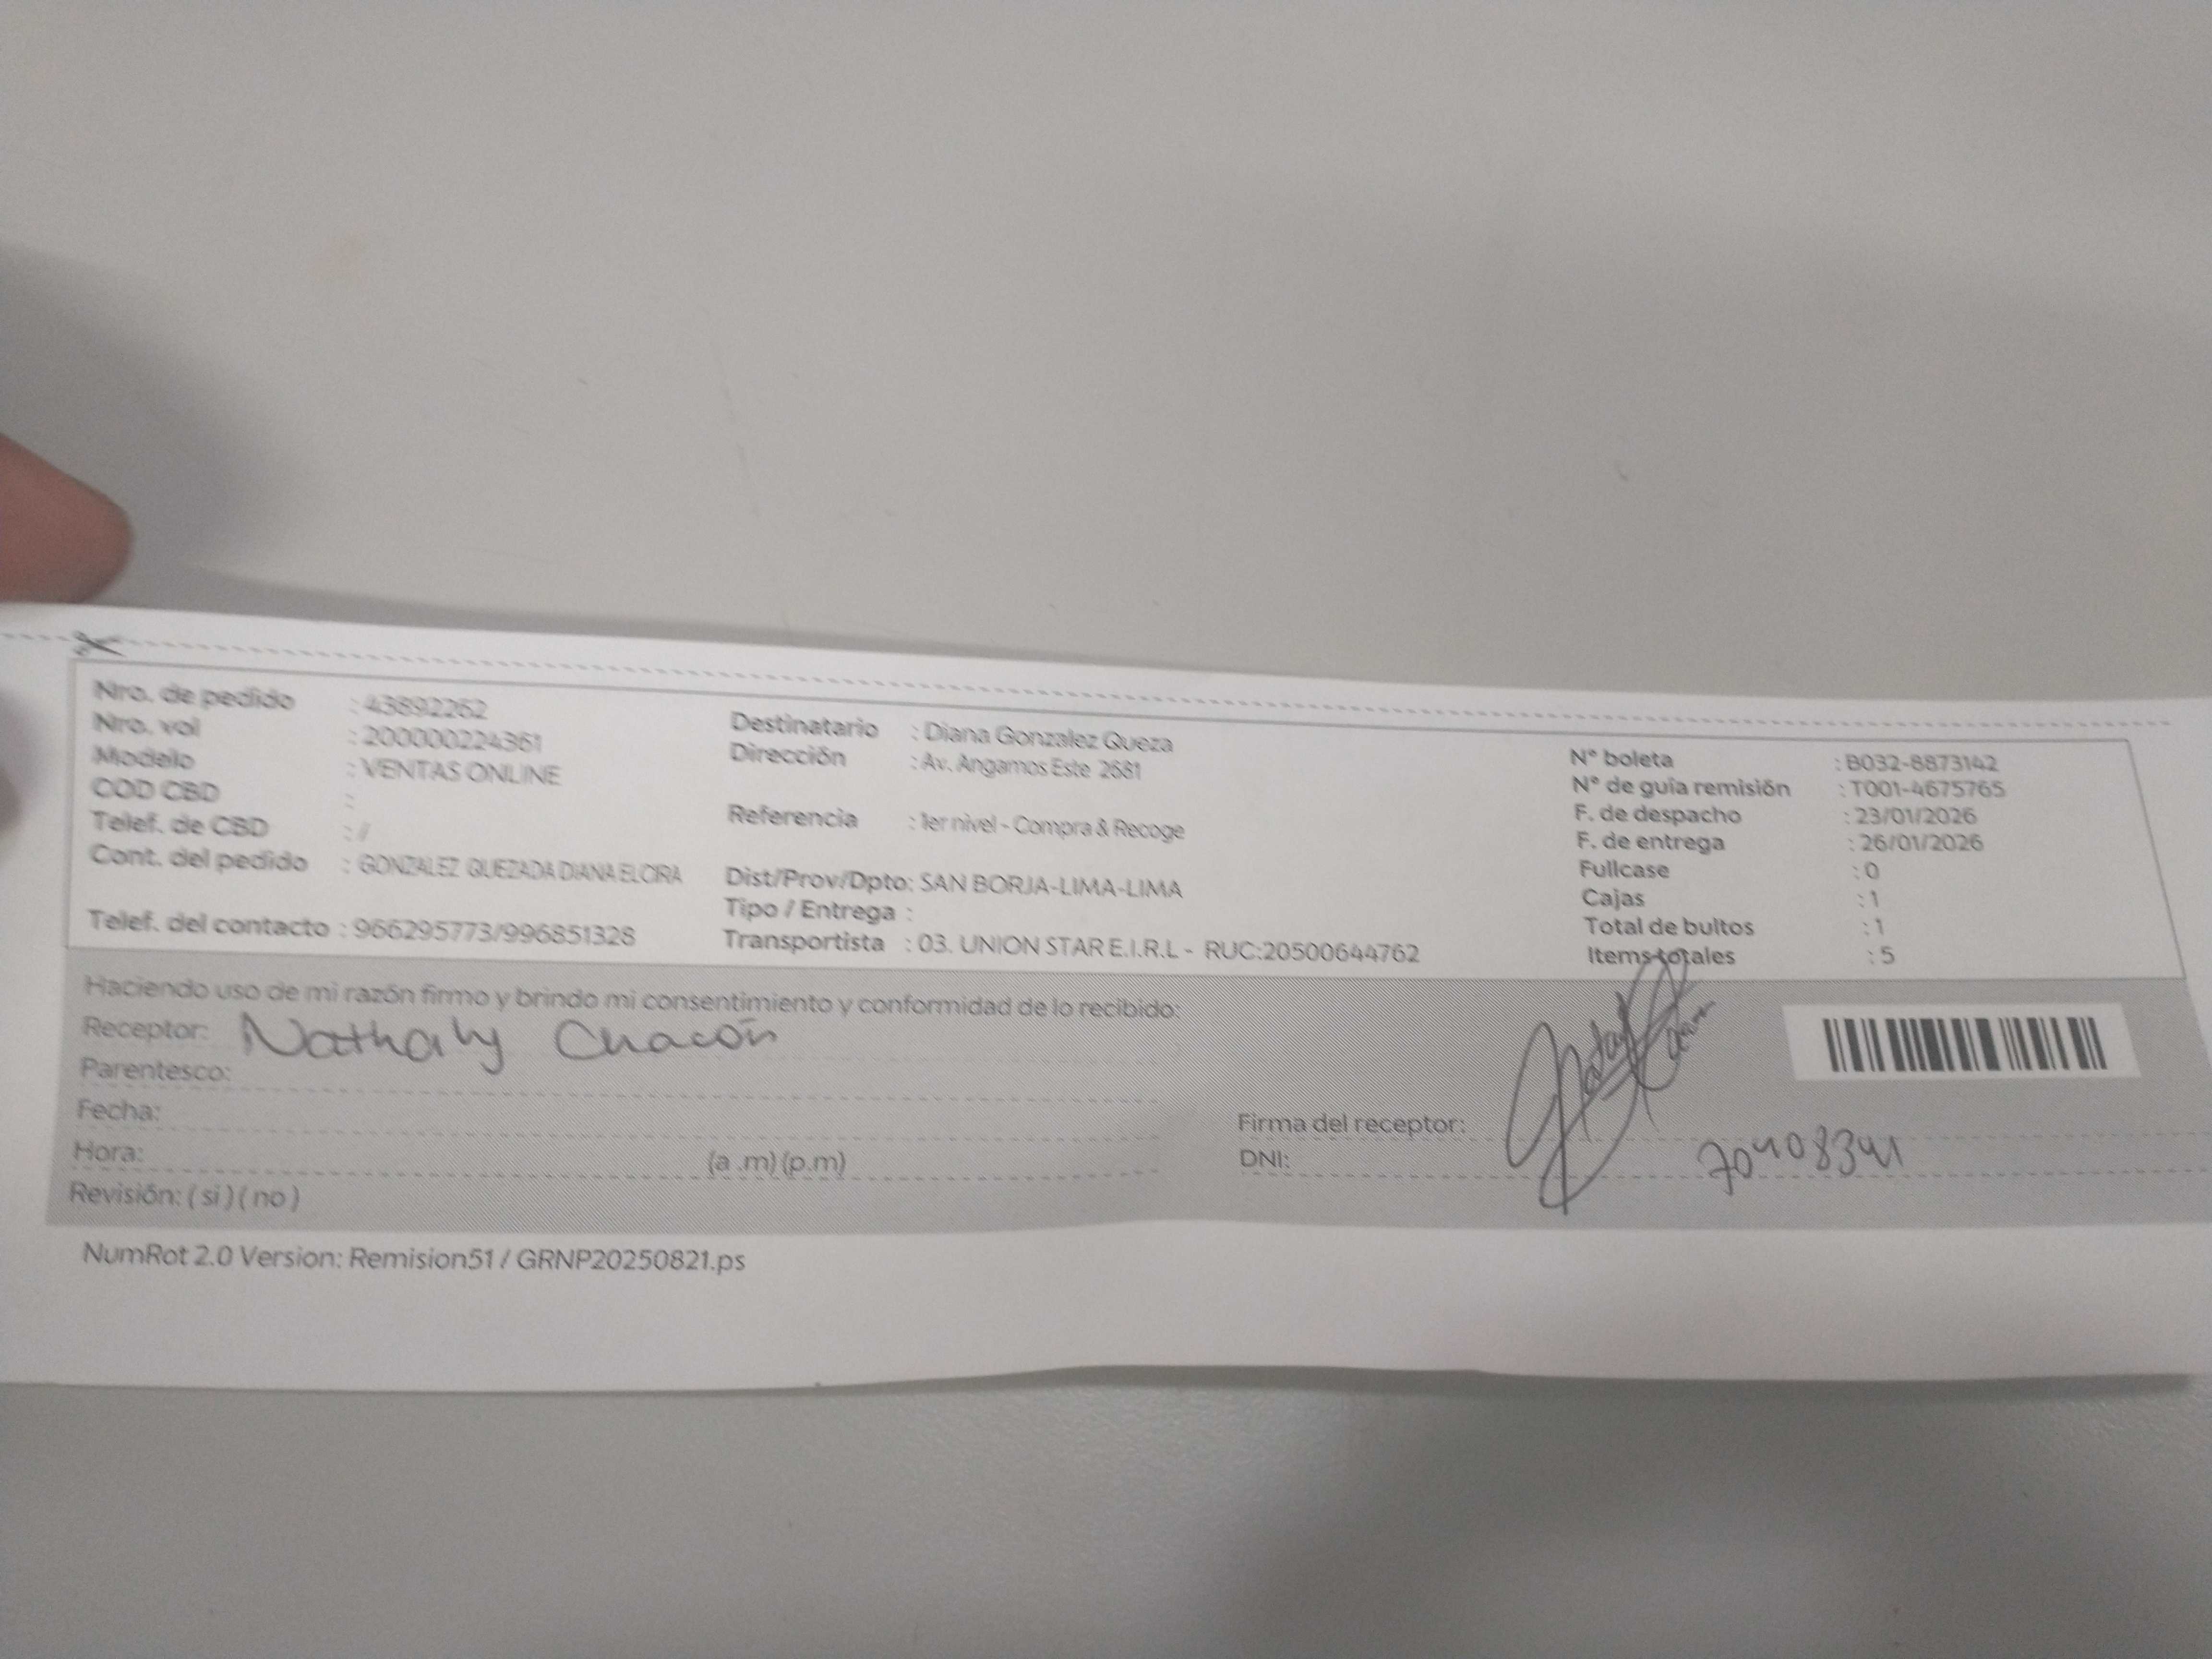 Nro. de pedido : 43892262
Nro. vol : 200000224361
Modelo : VENTAS ONLINE
COD CBD :
Telef. de CBD : /
Cont. del pedido : GONZALEZ QUEZADA DIANA ELCIRA
Telef. del contacto : 966295773/996851328
Destinatario : Diana Gonzalez Queza
Dirección : Av. Angamos Este 2681
Referencia : 1er nivel - Compra & Recoge
Dist/Prov/Dpto: SAN BORJA-LIMA-LIMA
Tipo / Entrega :
Transportista : 03. UNION STAR E.I.R.L - RUC:20500644762
N° boleta : B032-8873142
N° de guía remisión : T001-4675765
F. de despacho : 23/01/2026
F. de entrega : 26/01/2026
Fullcase : 0
Cajas : 1
Total de bultos : 1
Items totales : 5
Haciendo uso de mi razón firmo y brindo mi consentimiento y conformidad de lo recibido:
Receptor: Nathaly Chacón
Parentesco:
Fecha:
Hora: (a .m) (p.m)
Revisión: ( si ) ( no )
Firma del receptor:
DNI: 70408341
NumRot 2.0 Version: Remision51 / GRNP20250821.ps